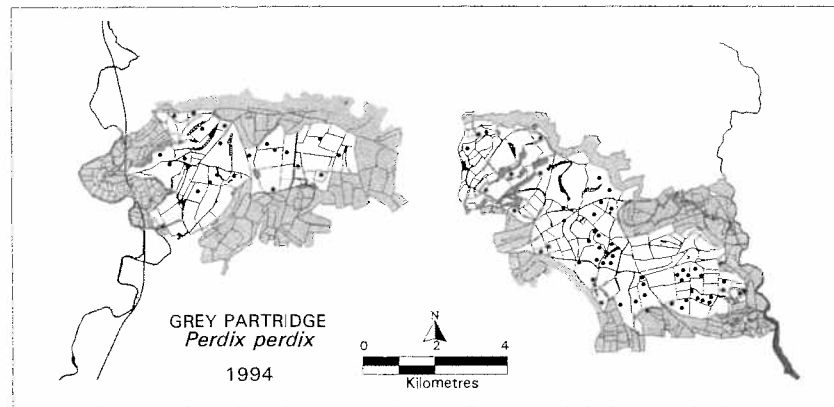 GREY PARTRIDGE
Perdix perdix
1994
N
0 2 4
Kilometres